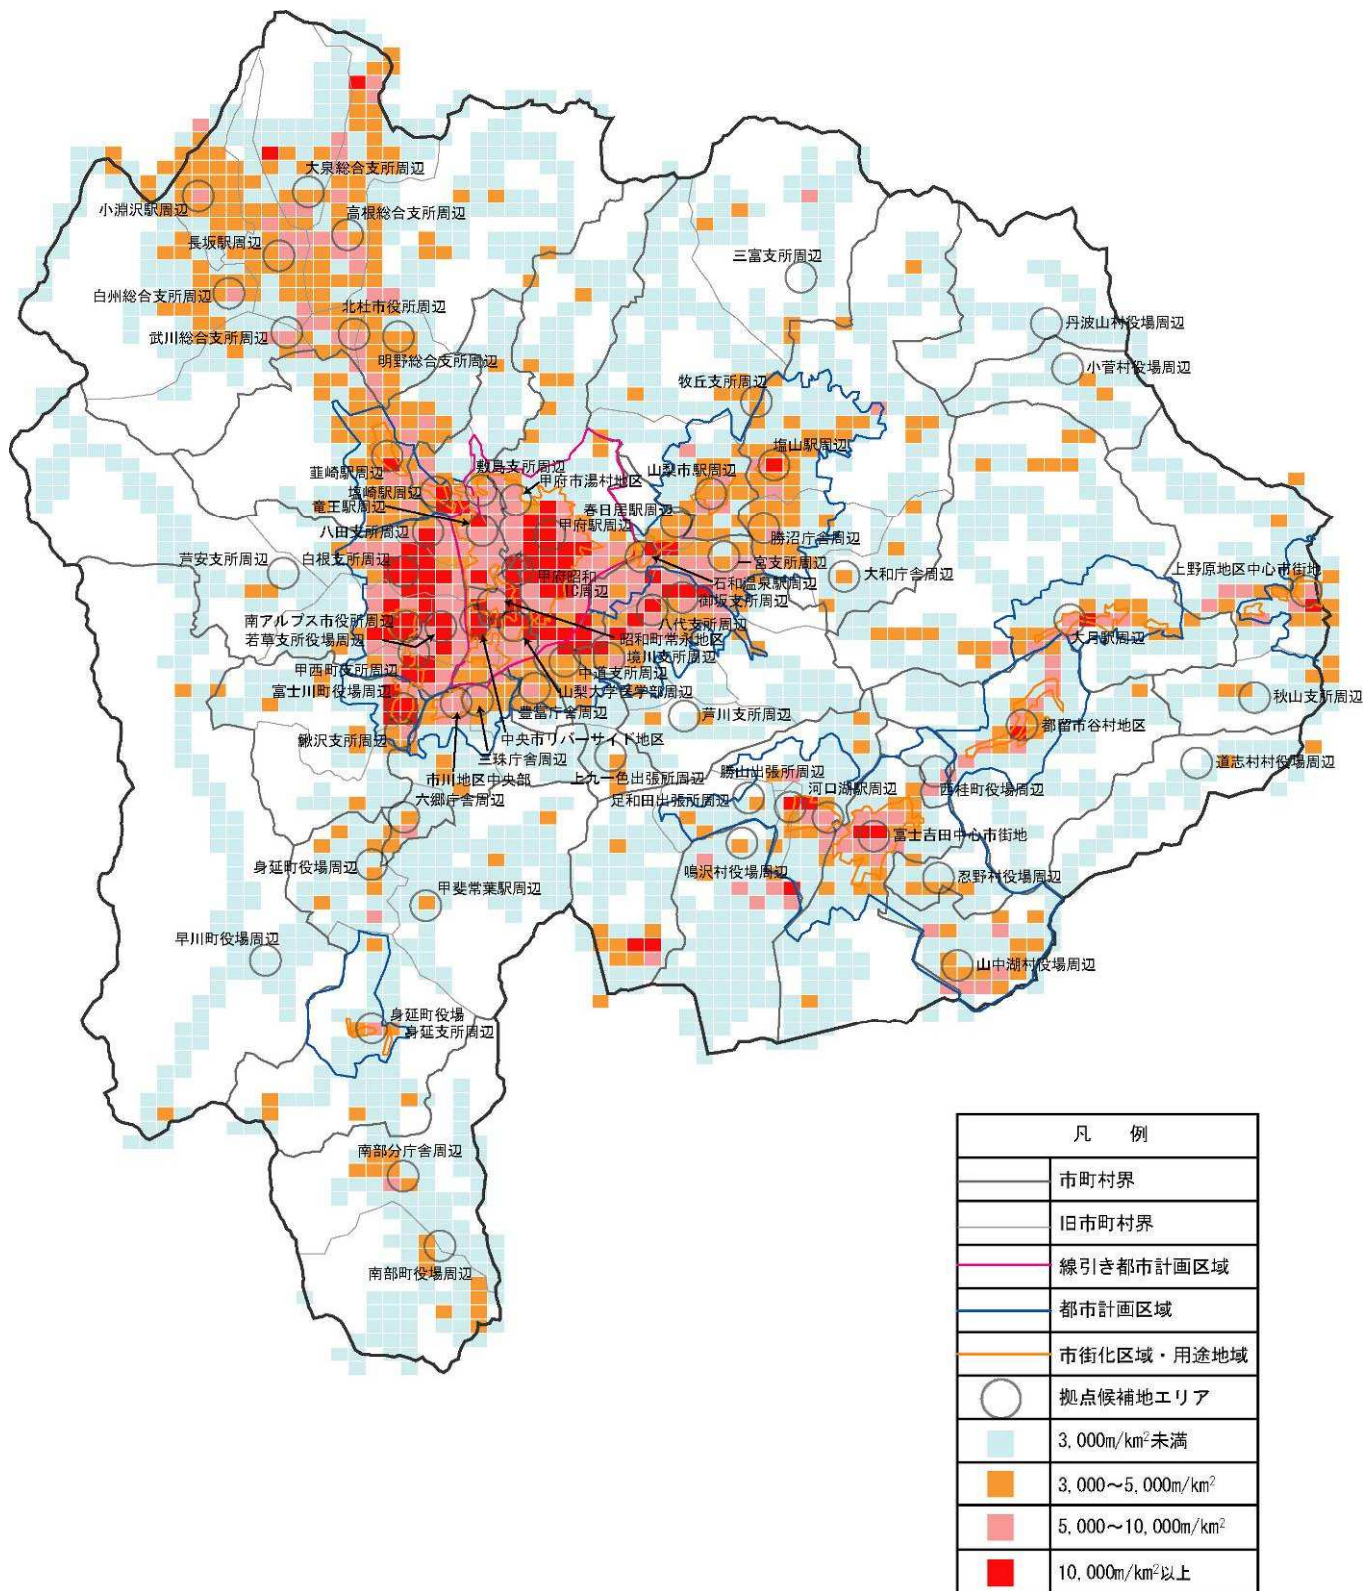 大泉総合支所周辺
小淵沢駅周辺
高根総合支所周辺
長坂駅周辺
三富支所周辺
白州総合支所周辺
北杜市役所周辺
丹波山村役場周辺
武川総合支所周辺
明野総合支所周辺
小菅村役場周辺
牧丘支所周辺
塩山駅周辺
韮崎駅周辺
敷島支所周辺
山梨市駅周辺
甲府市湯村地区
塩崎駅周辺
竜王駅周辺
春日居駅周辺
八田支所周辺
甲府駅周辺
勝沼庁舎周辺
芦安支所周辺
白根支所周辺
一宮支所周辺
大和庁舎周辺
上野原地区中心市街地
甲府昭和
IC周辺
石和温泉駅周辺
御坂支所周辺
南アルプス市役所周辺
八代支所周辺
若草支所役場周辺
昭和町常永地区
大月駅周辺
境川支所周辺
甲西町支所周辺
中道支所周辺
富士川町役場周辺
山梨大学医学部周辺
秋山支所周辺
豊富庁舎周辺
芦川支所周辺
都留市谷村地区
鰍沢支所周辺
中央市リバーサイド地区
三珠庁舎周辺
道志村村役場周辺
市川地区中央部
上九一色出張所周辺
勝山出張所周辺
河口湖駅周辺
西桂町役場周辺
六郷庁舎周辺
足和田出張所周辺
富士吉田中心市街地
身延町役場周辺
鳴沢村役場周辺
忍野村役場周辺
甲斐常葉駅周辺
早川町役場周辺
山中湖村役場周辺
身延町役場
身延支所周辺
南部分庁舎周辺
南部町役場周辺
凡 例
市町村界
旧市町村界
線引き都市計画区域
都市計画区域
市街化区域・用途地域
拠点候補地エリア
3,000m/km²未満
3,000～5,000m/km²
5,000～10,000m/km²
10,000m/km²以上